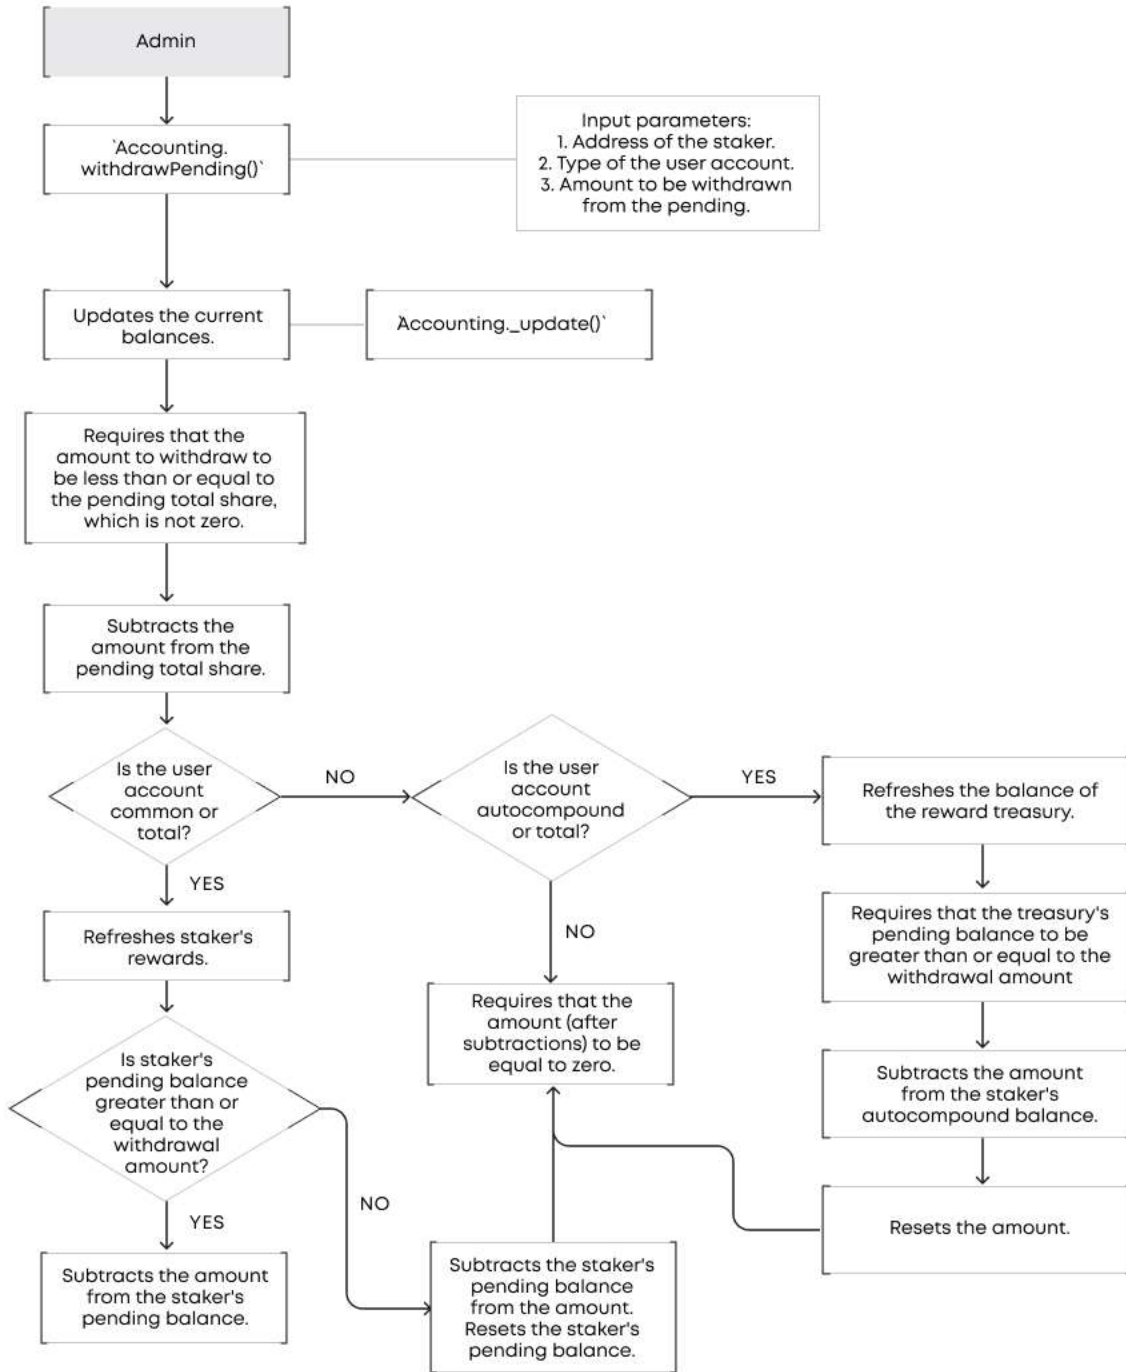 Admin
`Accounting.
withdrawPending()`
Input parameters:
1. Address of the staker.
2. Type of the user account.
3. Amount to be withdrawn
from the pending.
Updates the current
balances.
`Accounting._update()`
Requires that the
amount to withdraw to
be less than or equal to
the pending total share,
which is not zero.
Subtracts the
amount from the
pending total share.
Is the user
account
common or
total?
NO
Is the user
account
autocompound
or total?
YES
Refreshes the balance of
the reward treasury.
YES
Refreshes staker's
rewards.
NO
Requires that the treasury's
pending balance to be
greater than or equal to the
withdrawal amount
Requires that the
amount (after
subtractions) to be
equal to zero.
Is staker's
pending balance
greater than or
equal to the
withdrawal
amount?
Subtracts the amount
from the staker's
autocompound balance.
NO
YES
Resets the amount.
Subtracts the amount
from the staker's
pending balance.
Subtracts the staker's
pending balance
from the amount.
Resets the staker's
pending balance.